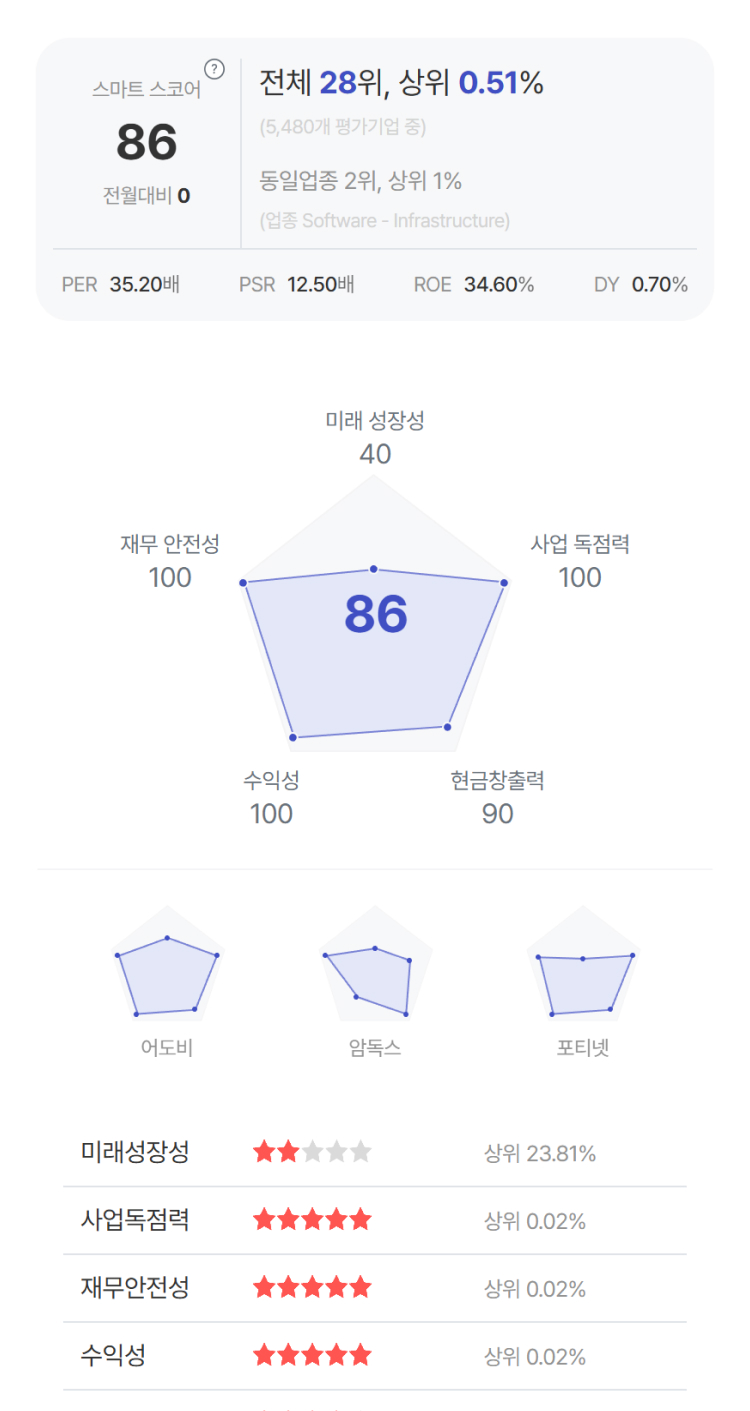 스마트 스코어 ?
86
전월대비 0
전체 28위, 상위 0.51%
(5,480개 평가기업 중)
동일업종 2위, 상위 1%
(업종 Software - Infrastructure)
PER 35.20배 PSR 12.50배 ROE 34.60% DY 0.70%
미래 성장성
40
재무 안전성
100
사업 독점력
100
86
수익성
100
현금창출력
90
어도비 암독스 포티넷
미래성장성 상위 23.81%
사업독점력 상위 0.02%
재무안전성 상위 0.02%
수익성 상위 0.02%